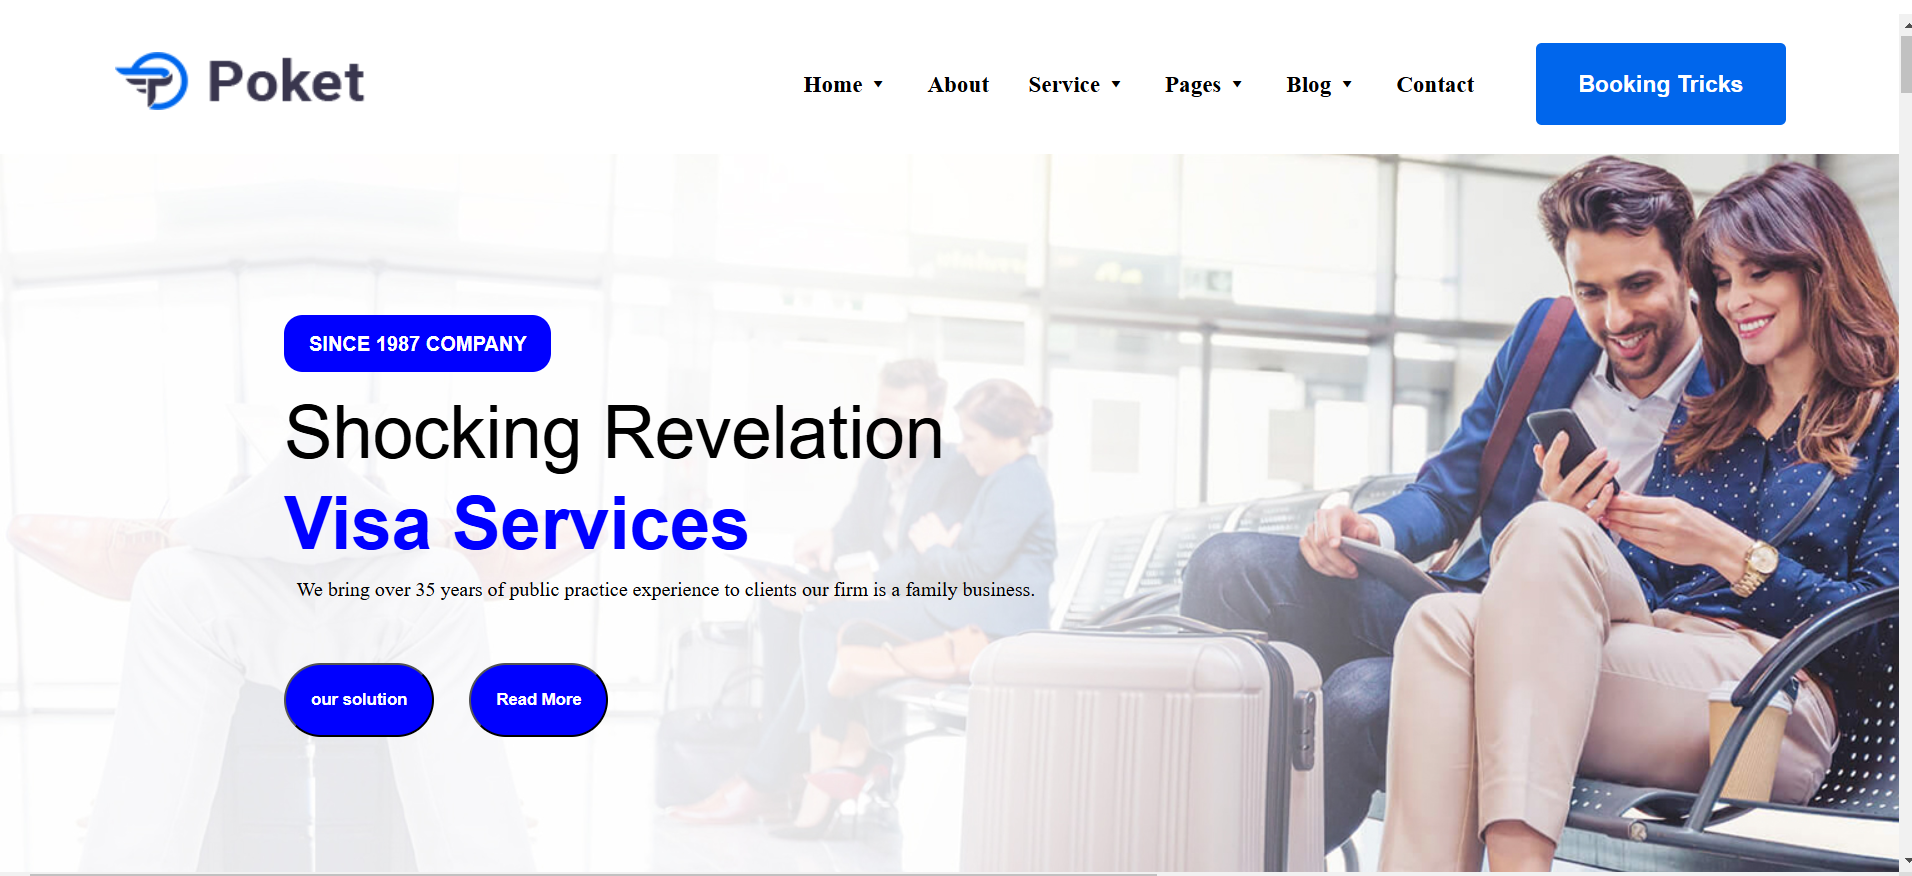 Poket
Home About Service Pages Blog Contact Booking Tricks
SINCE 1987 COMPANY
Shocking Revelation
Visa Services
We bring over 35 years of public practice experience to clients our firm is a family business.
our solution Read More